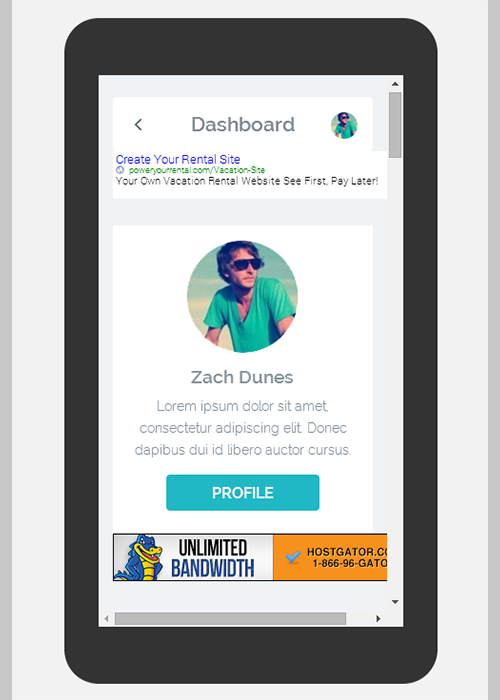 Dashboard
Create Your Rental Site
poweryourrental.com/Vacation-Site
Your Own Vacation Rental Website See First, Pay Later!
Zach Dunes
Lorem ipsum dolor sit amet,
consectetur adipiscing elit. Donec
dapibus dui id libero auctor cursus.
PROFILE
UNLIMITED
BANDWIDTH
HOSTGATOR.CO
1-866-96-GATO